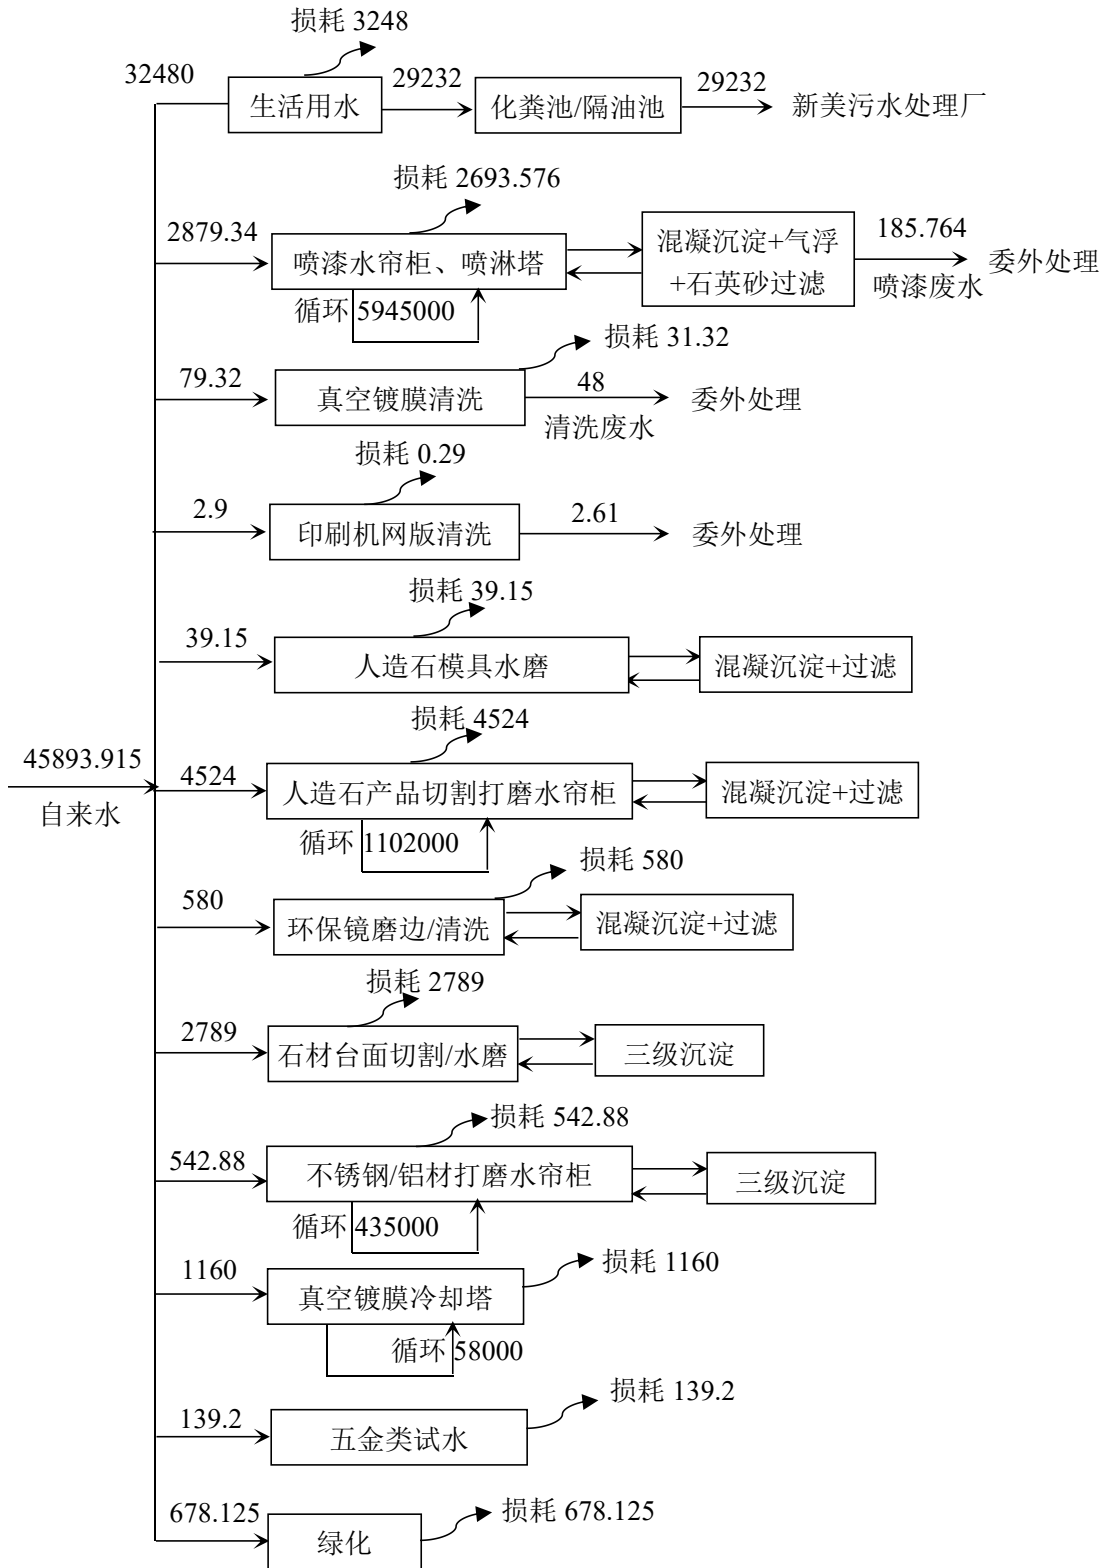 损耗 3248
32480
生活用水
29232
化粪池/隔油池
29232
新美污水处理厂
损耗 2693.576
2879.34
喷漆水帘柜、喷淋塔
循环 5945000
混凝沉淀+气浮
+石英砂过滤
185.764
喷漆废水
委外处理
损耗 31.32
79.32
真空镀膜清洗
48
清洗废水
委外处理
损耗 0.29
2.9
印刷机网版清洗
2.61
委外处理
损耗 39.15
39.15
人造石模具水磨
混凝沉淀+过滤
45893.915
自来水
损耗 4524
4524
人造石产品切割打磨水帘柜
循环 1102000
混凝沉淀+过滤
损耗 580
580
环保镜磨边/清洗
混凝沉淀+过滤
损耗 2789
2789
石材台面切割/水磨
三级沉淀
损耗 542.88
542.88
不锈钢/铝材打磨水帘柜
循环 435000
三级沉淀
损耗 1160
1160
真空镀膜冷却塔
循环 58000
损耗 139.2
139.2
五金类试水
损耗 678.125
678.125
绿化